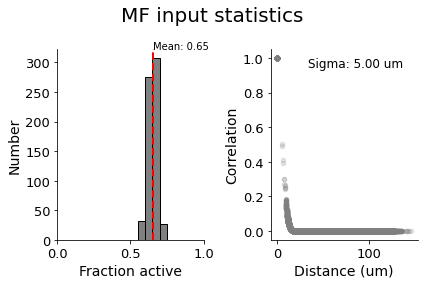 MF input statistics
Mean: 0.65
300
250
200
150
100
50
0
Number
0.0
0.5
1.0
Fraction active
Sigma: 5.00 um
1.0
0.8
0.6
0.4
0.2
0.0
Correlation
0
100
Distance (um)